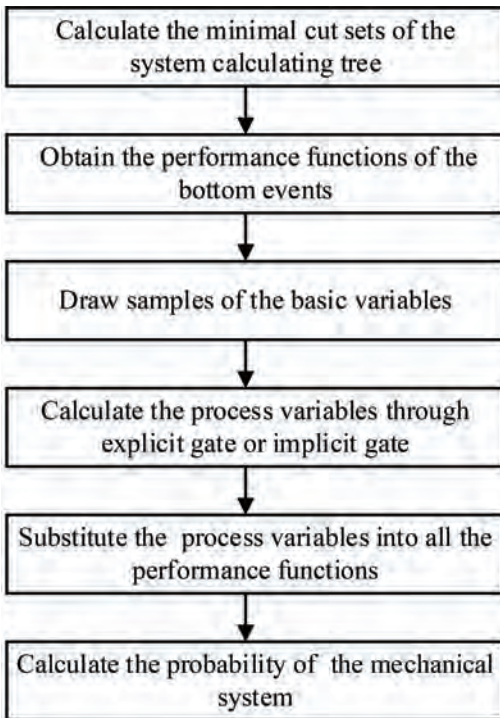 Calculate the minimal cut sets of the
system calculating tree
Obtain the performance functions of the
bottom events
Draw samples of the basic variables
Calculate the process variables through
explicit gate or implicit gate
Substitute the process variables into all the
performance functions
Calculate the probability of the mechanical
system